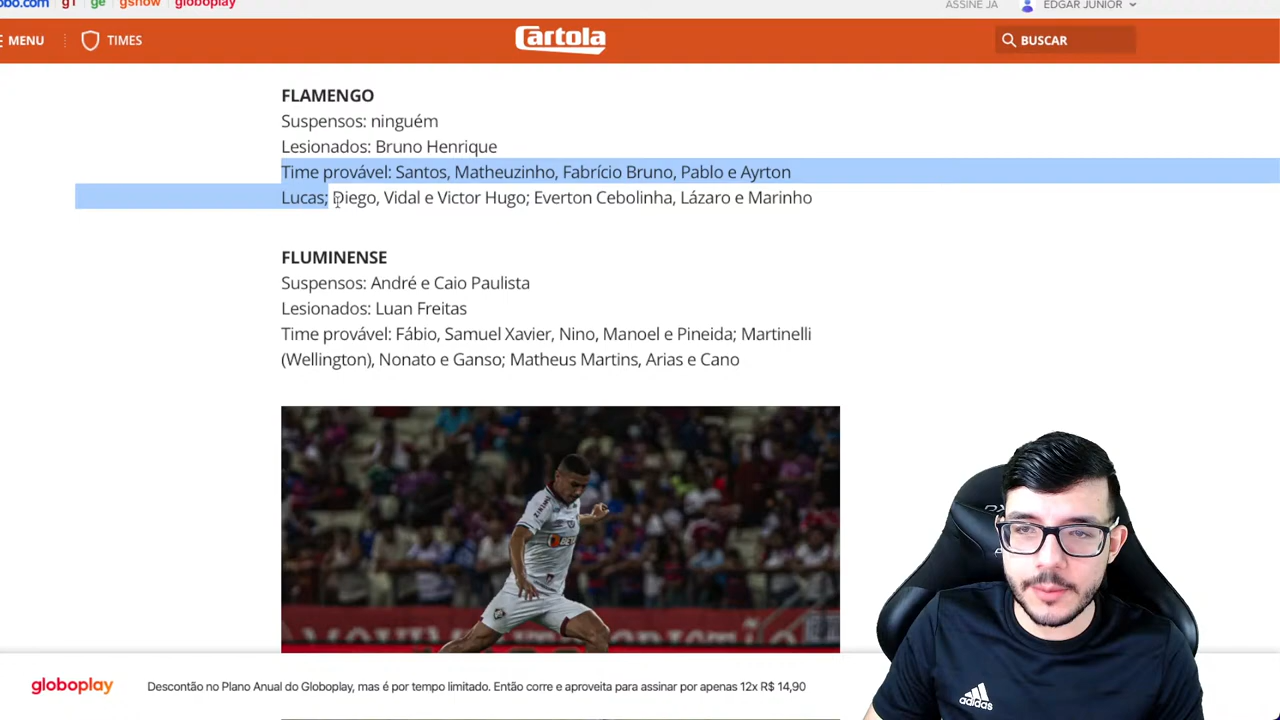 obo.com g1 ge gshow globoplay ASSINE JÁ EDGAR JUNIOR
MENU TIMES cartola BUSCAR
FLAMENGO
Suspensos: ninguém
Lesionados: Bruno Henrique
Time provável: Santos, Matheuzinho, Fabrício Bruno, Pablo e Ayrton
Lucas; Diego, Vidal e Victor Hugo; Everton Cebolinha, Lázaro e Marinho
FLUMINENSE
Suspensos: André e Caio Paulista
Lesionados: Luan Freitas
Time provável: Fábio, Samuel Xavier, Nino, Manoel e Pineida; Martinelli
(Wellington), Nonato e Ganso; Matheus Martins, Arias e Cano
globoplay Descontão no Plano Anual do Globoplay, mas é por tempo limitado. Então corre e aproveita para assinar por apenas 12x R$ 14,90
adidas